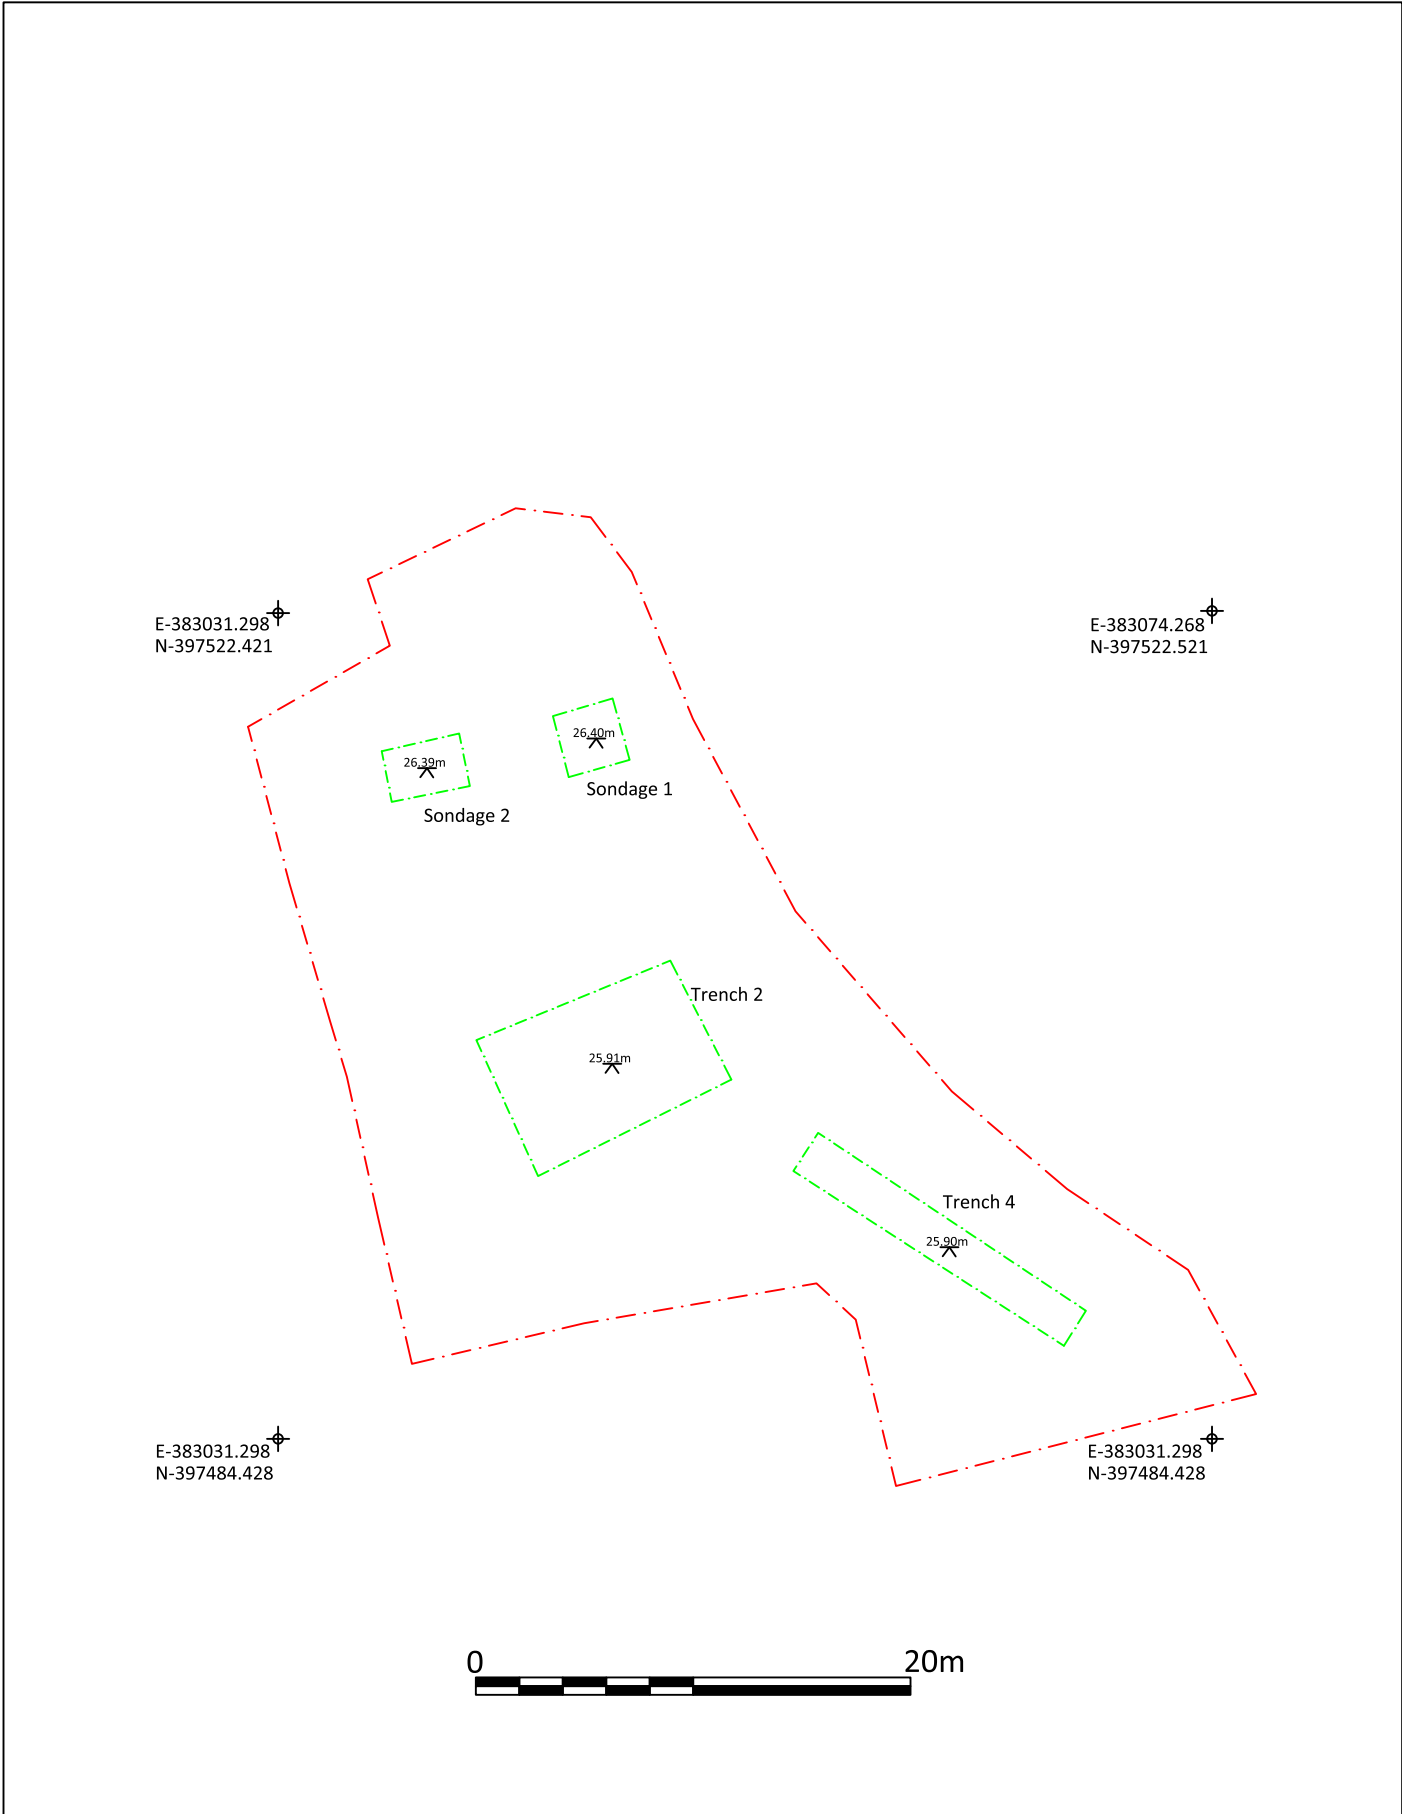 E-383031.298
N-397522.421
E-383074.268
N-397522.521
26.40m
Sondage 1
26.39m
Sondage 2
Trench 2
25.91m
Trench 4
25.90m
E-383031.298
N-397484.428
E-383031.298
N-397484.428
0
20m